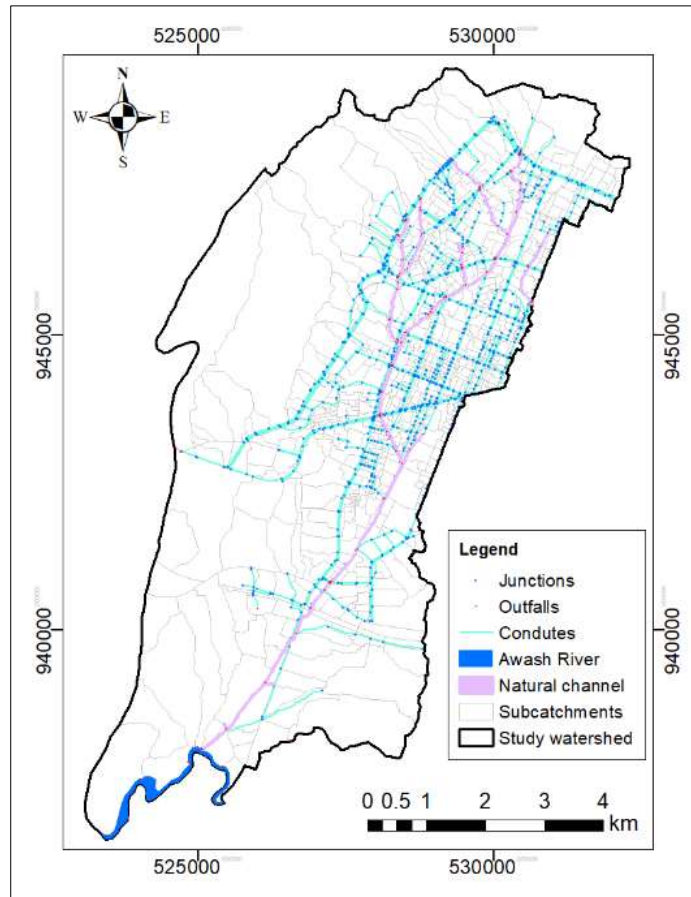 525000 530000
N
W E
S
945000 945000
940000 940000
Legend
Junctions
Outfalls
Condutes
Awash River
Natural channel
Subcatchments
Study watershed
0 0.5 1 2 3 4
km
525000 530000